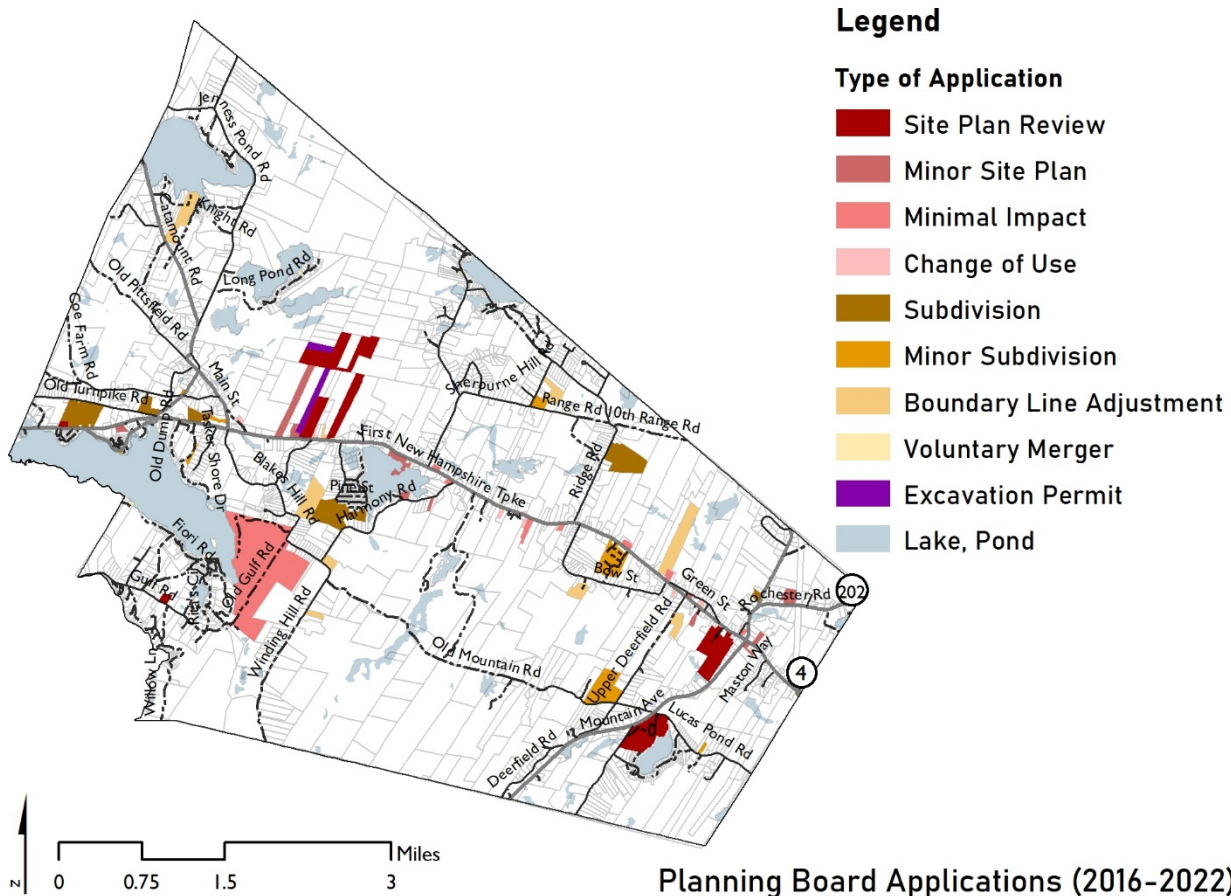 Legend
Type of Application
Site Plan Review
Minor Site Plan
Minimal Impact
Change of Use
Subdivision
Minor Subdivision
Boundary Line Adjustment
Voluntary Merger
Excavation Permit
Lake, Pond
Jenness Pond Rd
Catamount Rd
Knight Rd
Long Pond Rd
Old Pittsfield Rd
Coe Farm Rd
Main St
Old Turnpike Rd
Old Dump Rd
Tasker Shore Dr
Sherburne Hill Rd
Range Rd
10th Range Rd
First New Hampshire Tpke
Blakes Hill Rd
Pine St
Harmony Rd
Ridge Rd
Fiori Rd
Gulf Rd
Old Gulf Rd
Bow St
Green St
Rochester Rd
202
Winding Hill Rd
Willow Ln
Old Mountain Rd
Upper Deerfield Rd
Maston Way
4
Mountain Ave
Lucas Pond Rd
Deerfield Rd
N
Miles
0 0.75 1.5 3
Planning Board Applications (2016-2022)